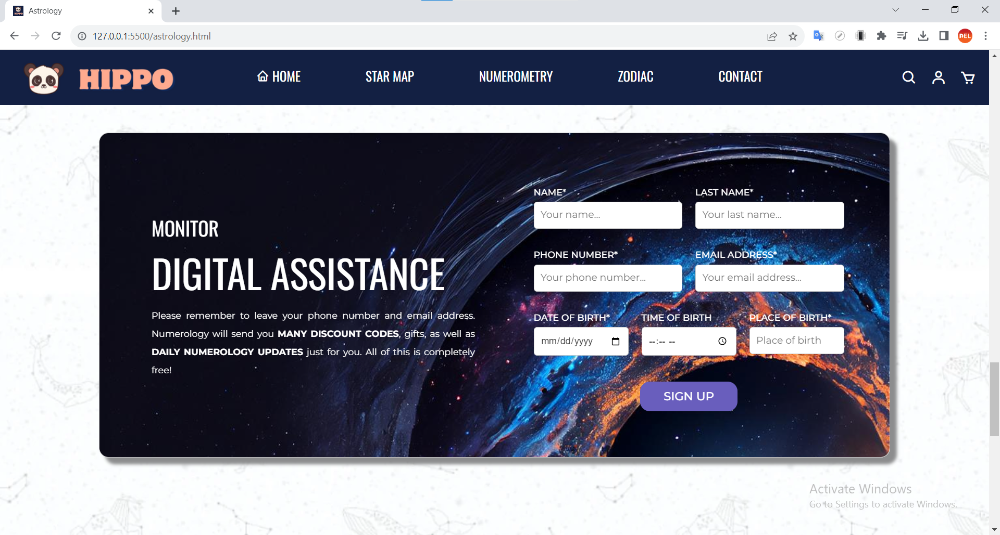 Astrology
127.0.0.1:5500/astrology.html
DEL
HIPPO
HOME
STAR MAP
NUMEROMETRY
ZODIAC
CONTACT
MONITOR
DIGITAL ASSISTANCE
Please remember to leave your phone number and email address.
Numerology will send you MANY DISCOUNT CODES, gifts, as well as
DAILY NUMEROLOGY UPDATES just for you. All of this is completely
free!
NAME*
LAST NAME*
Your name...
Your last name...
PHONE NUMBER*
EMAIL ADDRESS*
Your phone number...
Your email address...
DATE OF BIRTH*
TIME OF BIRTH
PLACE OF BIRTH*
mm/dd/yyyy
--:-- --
Place of birth
SIGN UP
Activate Windows
Go to Settings to activate Windows.